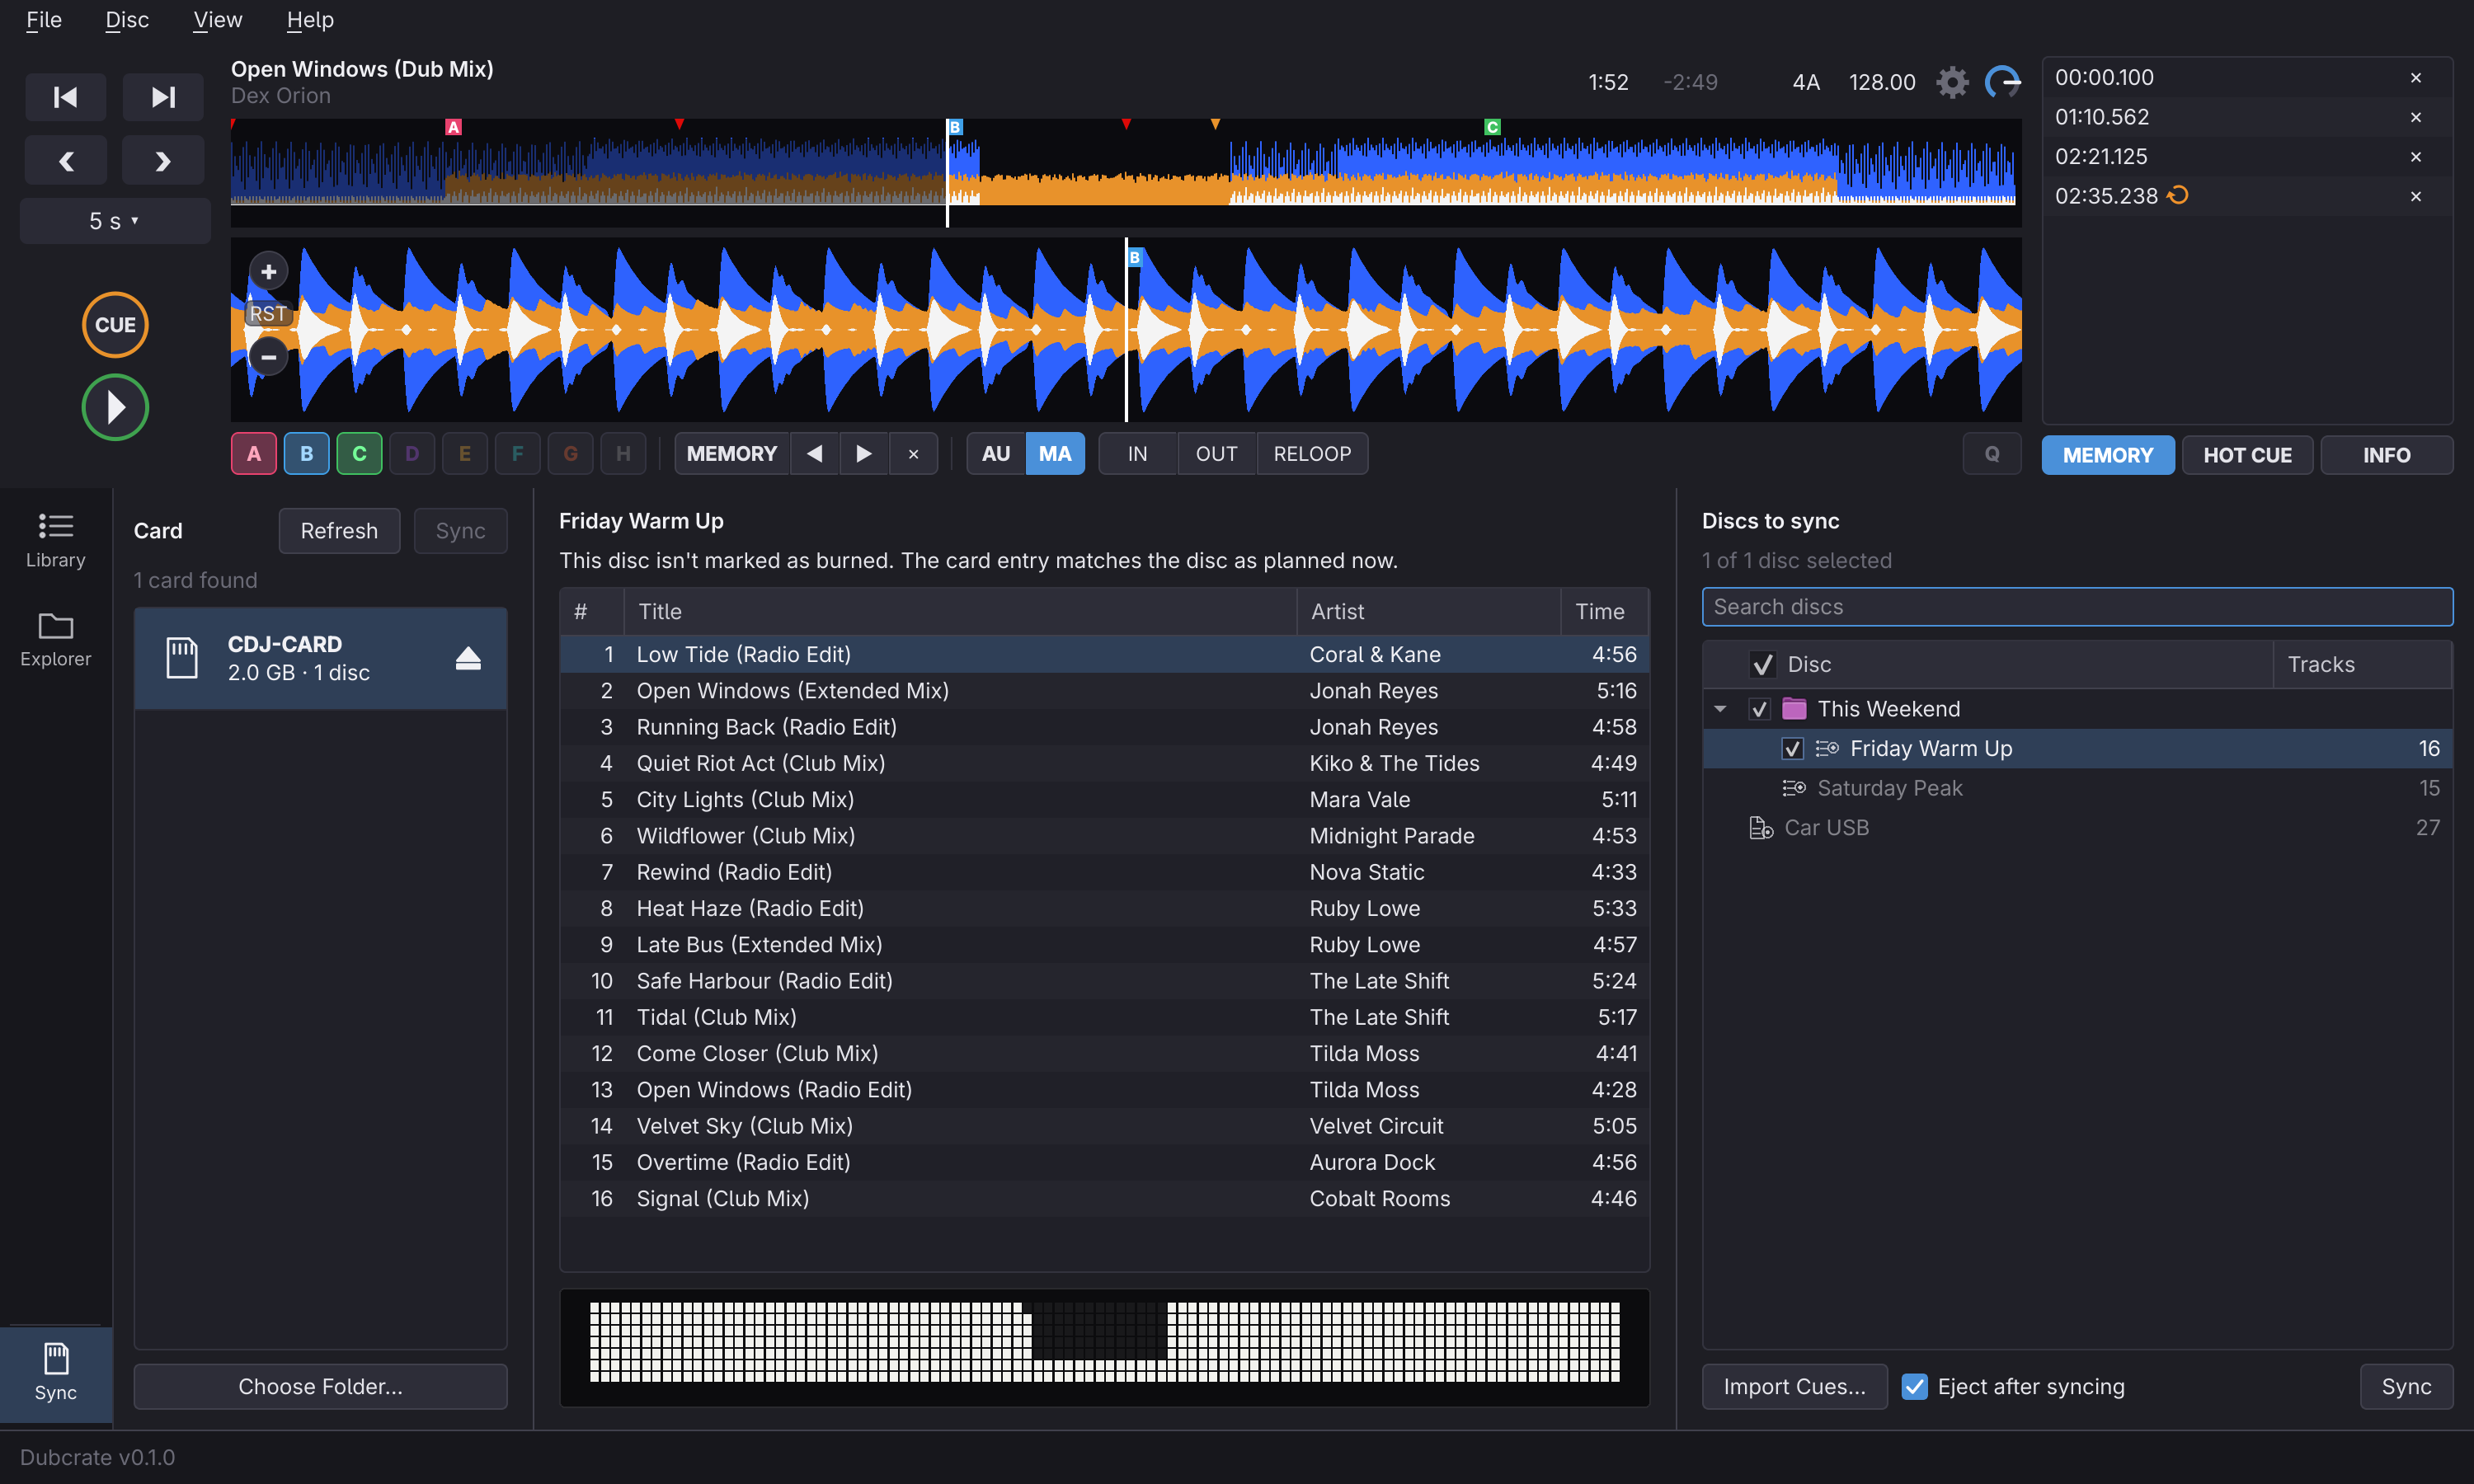 File Disc View Help
Open Windows (Dub Mix)
Dex Orion
1:52 -2:49 4A 128.00
A B C
5 s
CUE
+
RST
−
B
A B C D E F G H
MEMORY × AU MA IN OUT RELOOP Q
00:00.100 ×
01:10.562 ×
02:21.125 ×
02:35.238 ×
MEMORY HOT CUE INFO
Library
Explorer
Sync
Card Refresh Sync
1 card found
CDJ-CARD
2.0 GB · 1 disc
Choose Folder...
Friday Warm Up
This disc isn't marked as burned. The card entry matches the disc as planned now.
# Title Artist Time
1 Low Tide (Radio Edit) Coral & Kane 4:56
2 Open Windows (Extended Mix) Jonah Reyes 5:16
3 Running Back (Radio Edit) Jonah Reyes 4:58
4 Quiet Riot Act (Club Mix) Kiko & The Tides 4:49
5 City Lights (Club Mix) Mara Vale 5:11
6 Wildflower (Club Mix) Midnight Parade 4:53
7 Rewind (Radio Edit) Nova Static 4:33
8 Heat Haze (Radio Edit) Ruby Lowe 5:33
9 Late Bus (Extended Mix) Ruby Lowe 4:57
10 Safe Harbour (Radio Edit) The Late Shift 5:24
11 Tidal (Club Mix) The Late Shift 5:17
12 Come Closer (Club Mix) Tilda Moss 4:41
13 Open Windows (Radio Edit) Tilda Moss 4:28
14 Velvet Sky (Club Mix) Velvet Circuit 5:05
15 Overtime (Radio Edit) Aurora Dock 4:56
16 Signal (Club Mix) Cobalt Rooms 4:46
Discs to sync
1 of 1 disc selected
Search discs
Disc Tracks
This Weekend
Friday Warm Up 16
Saturday Peak 15
Car USB 27
Import Cues... Eject after syncing Sync
Dubcrate v0.1.0